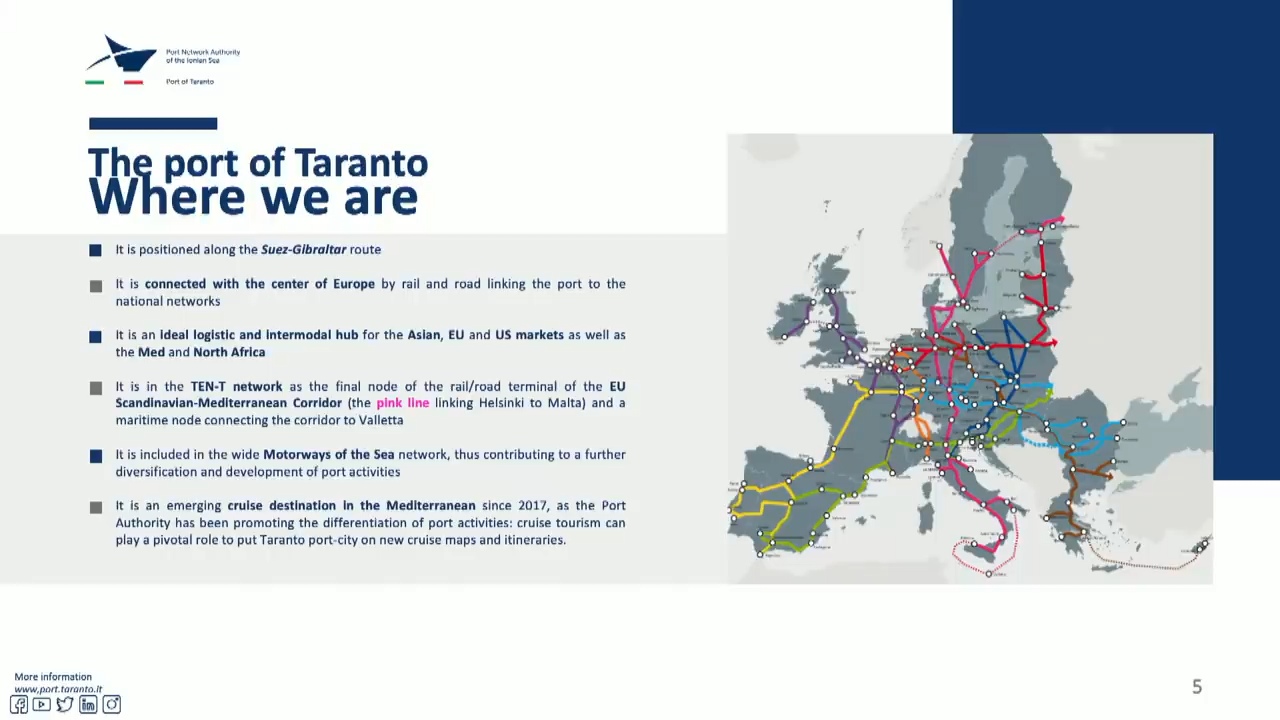 Port Network Authority
of the Ionian Sea
Port of Taranto
The port of Taranto
Where we are
It is positioned along the Suez-Gibraltar route
It is connected with the center of Europe by rail and road linking the port to the
national networks
It is an ideal logistic and intermodal hub for the Asian, EU and US markets as well as
the Med and North Africa
It is in the TEN-T network as the final node of the rail/road terminal of the EU
Scandinavian-Mediterranean Corridor (the pink line linking Helsinki to Malta) and a
maritime node connecting the corridor to Valletta
It is included in the wide Motorways of the Sea network, thus contributing to a further
diversification and development of port activities
It is an emerging cruise destination in the Mediterranean since 2017, as the Port
Authority has been promoting the differentiation of port activities: cruise tourism can
play a pivotal role to put Taranto port-city on new cruise maps and itineraries.
More information
www.port.taranto.it
5